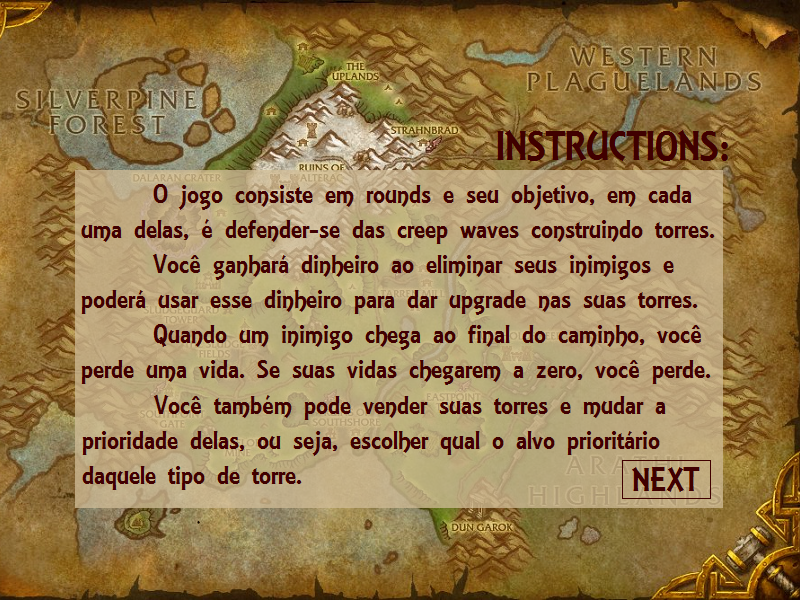 WESTERN
PLAGUELANDS
SILVERPINE
FOREST
THE
UPLANDS
STRAHNBRAD
INSTRUCTIONS:
RUINS OF
ALTERAC
DALARAN CRATER
O jogo consiste em rounds e seu objetivo, em cada
uma delas, é defender-se das creep waves construindo torres.
Você ganhará dinheiro ao eliminar seus inimigos e
poderá usar esse dinheiro para dar upgrade nas suas torres.
Quando um inimigo chega ao final do caminho, você
perde uma vida. Se suas vidas chegarem a zero, você perde.
Você também pode vender suas torres e mudar a
prioridade delas, ou seja, escolher qual o alvo prioritário
daquele tipo de torre.
NEXT
ARATHI
HIGHLANDS
DUN GAROK